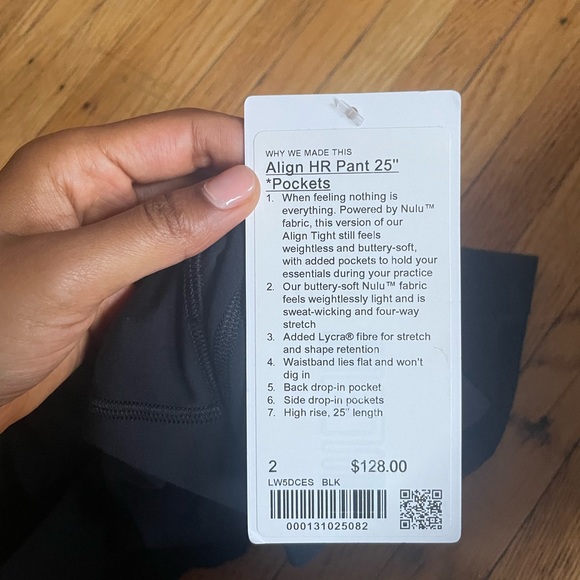 WHY WE MADE THIS
Align HR Pant 25"
*Pockets
1. When feeling nothing is
everything. Powered by Nulu™
fabric, this version of our
Align Tight still feels
weightless and buttery-soft,
with added pockets to hold your
essentials during your practice
2. Our buttery-soft Nulu™ fabric
feels weightlessly light and is
sweat-wicking and four-way
stretch
3. Added Lycra® fibre for stretch
and shape retention
4. Waistband lies flat and won't
dig in
5. Back drop-in pocket
6. Side drop-in pockets
7. High rise, 25" length
2 $128.00
LW5DCES BLK
000131025082